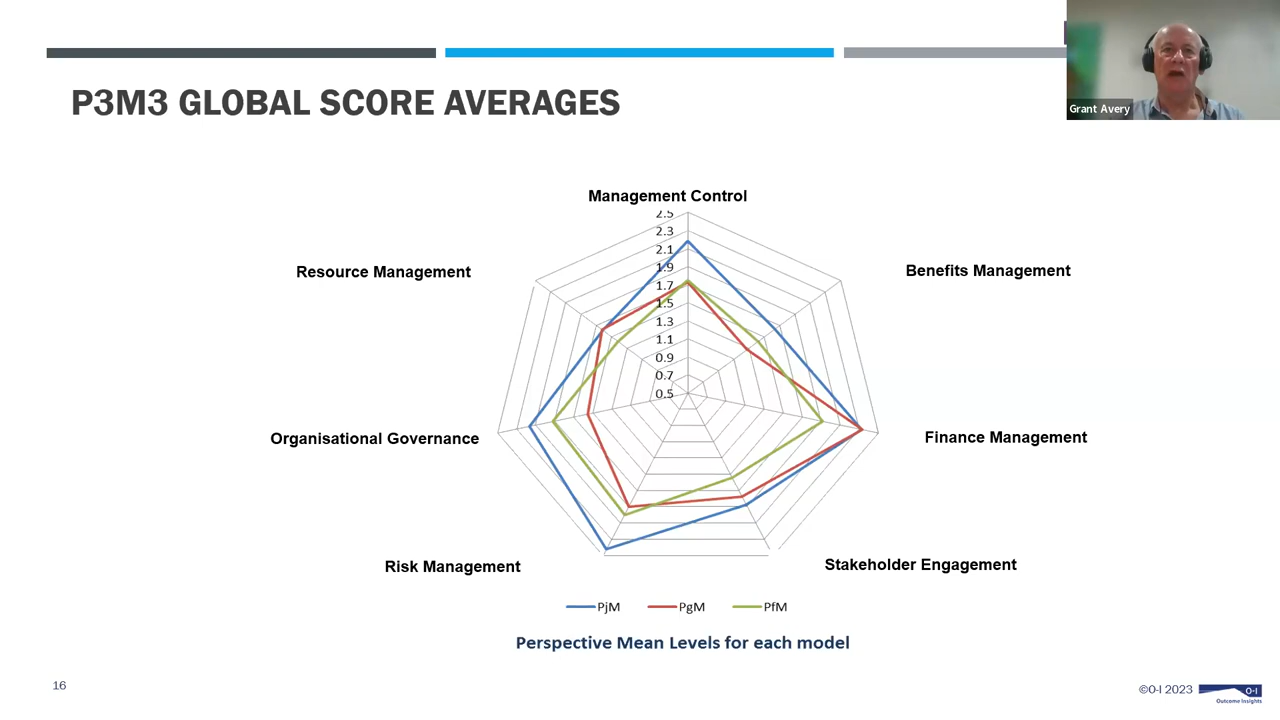 Grant Avery
P3M3 GLOBAL SCORE AVERAGES
Management Control
2.5
2.3
2.1
1.9
1.7
1.5
1.3
1.1
0.9
0.7
0.5
Resource Management
Benefits Management
Organisational Governance
Finance Management
Risk Management
Stakeholder Engagement
PjM PgM PfM
Perspective Mean Levels for each model
16
©O-I 2023
O-I
Outcome Insights